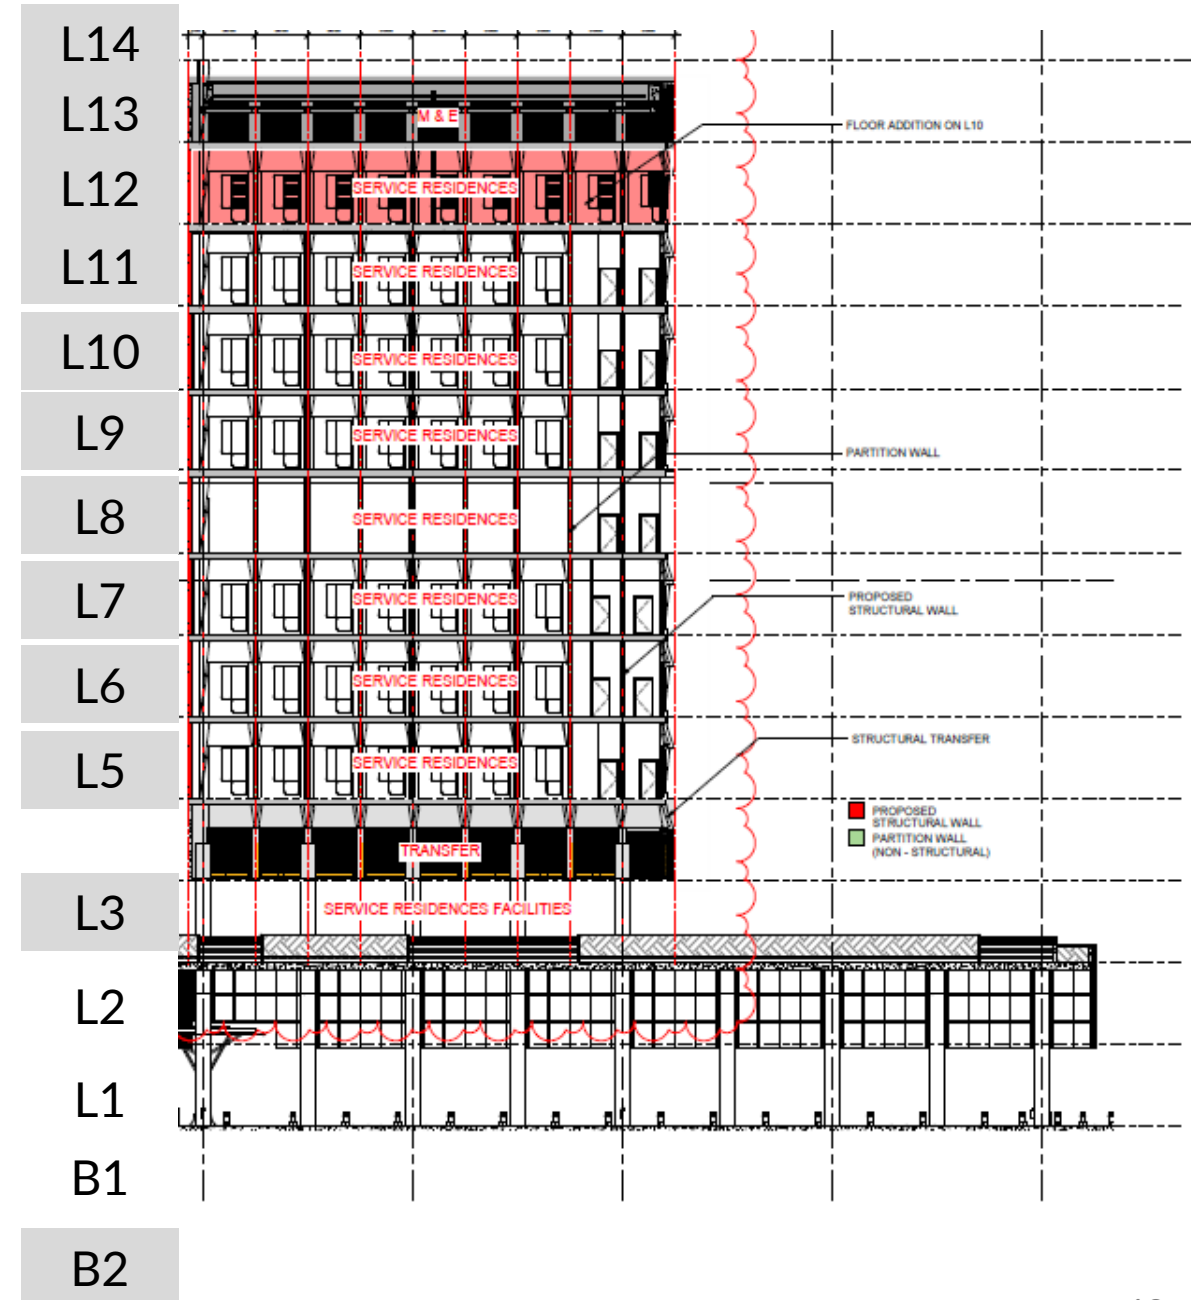 L14
L13
M & E
FLOOR ADDITION ON L10
L12
SERVICE RESIDENCES
L11
SERVICE RESIDENCES
L10
SERVICE RESIDENCES
L9
SERVICE RESIDENCES
PARTITION WALL
L8
SERVICE RESIDENCES
L7
SERVICE RESIDENCES
PROPOSED
STRUCTURAL WALL
L6
SERVICE RESIDENCES
L5
SERVICE RESIDENCES
STRUCTURAL TRANSFER
PROPOSED
STRUCTURAL WALL
PARTITION WALL
(NON - STRUCTURAL)
TRANSFER
L3
SERVICE RESIDENCES FACILITIES
L2
L1
B1
B2